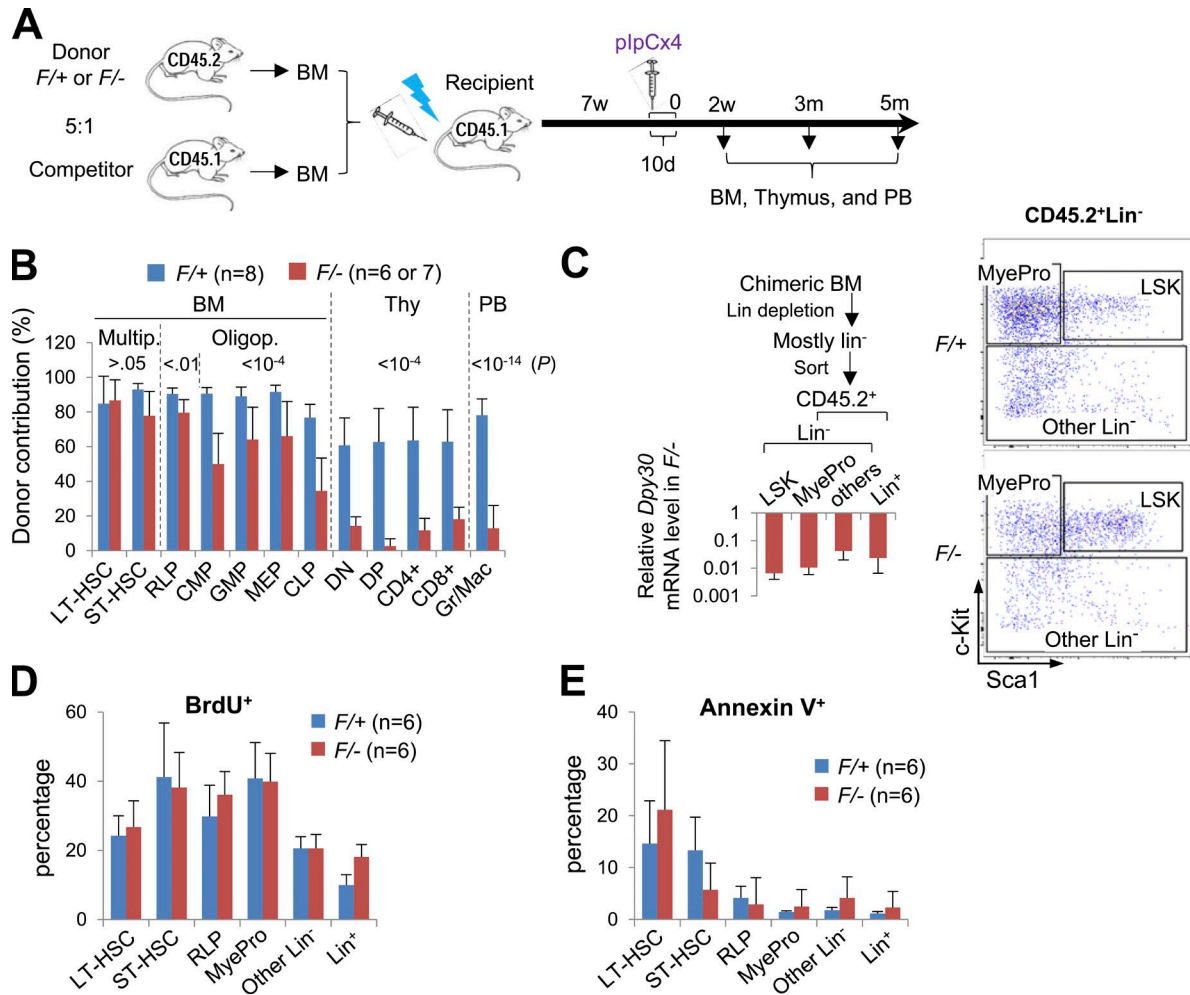 A
Donor
F/+ or F/-
5:1
Competitor
CD45.2
CD45.1
BM
BM
Recipient
CD45.1
pIpCx4
7w
0
2w
3m
5m
10d
BM, Thymus, and PB
B
F/+ (n=8)
F/- (n=6 or 7)
BM
Thy
PB
Multip.
Oligop.
>.05
<.01
<10-4
<10-4
<10-14 (P)
Donor contribution (%)
120
100
80
60
40
20
0
LT-HSC
ST-HSC
RLP
CMP
GMP
MEP
CLP
DN
DP
CD4+
CD8+
Gr/Mac
C
Chimeric BM
Lin depletion
Mostly lin-
Sort
CD45.2+
Lin-
LSK
MyePro
others
Lin+
Relative Dpy30
mRNA level in F/-
1
0.1
0.01
0.001
CD45.2+Lin-
F/+
MyePro
LSK
Other Lin-
F/-
MyePro
LSK
Other Lin-
c-Kit
Sca1
D
BrdU+
F/+ (n=6)
F/- (n=6)
percentage
60
40
20
0
LT-HSC
ST-HSC
RLP
MyePro
Other Lin-
Lin+
E
Annexin V+
F/+ (n=6)
F/- (n=6)
percentage
40
30
20
10
0
LT-HSC
ST-HSC
RLP
MyePro
Other Lin-
Lin+